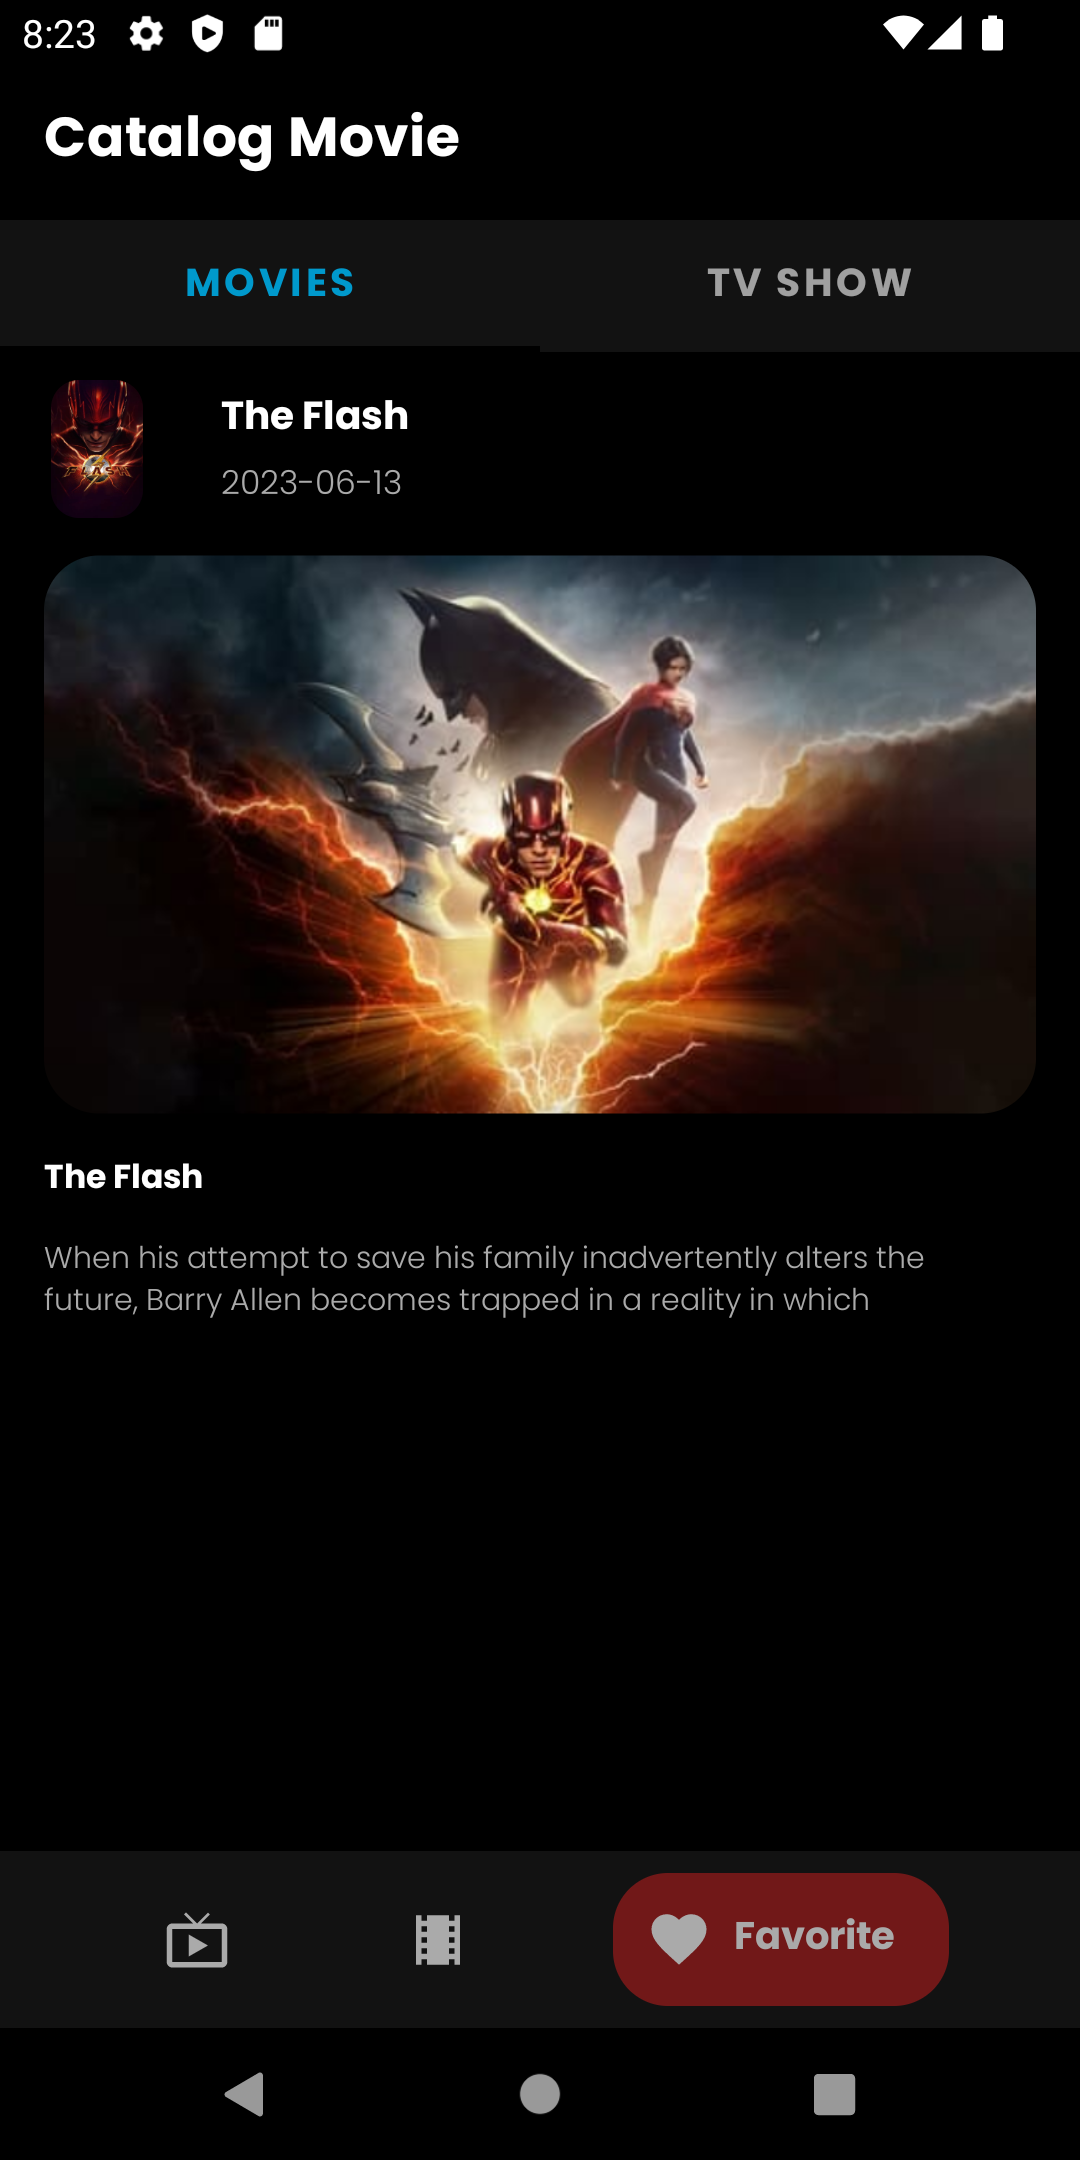 8:23
Catalog Movie
MOVIES
TV SHOW
FLASH
The Flash
2023-06-13
The Flash
When his attempt to save his family inadvertently alters the
future, Barry Allen becomes trapped in a reality in which
Favorite